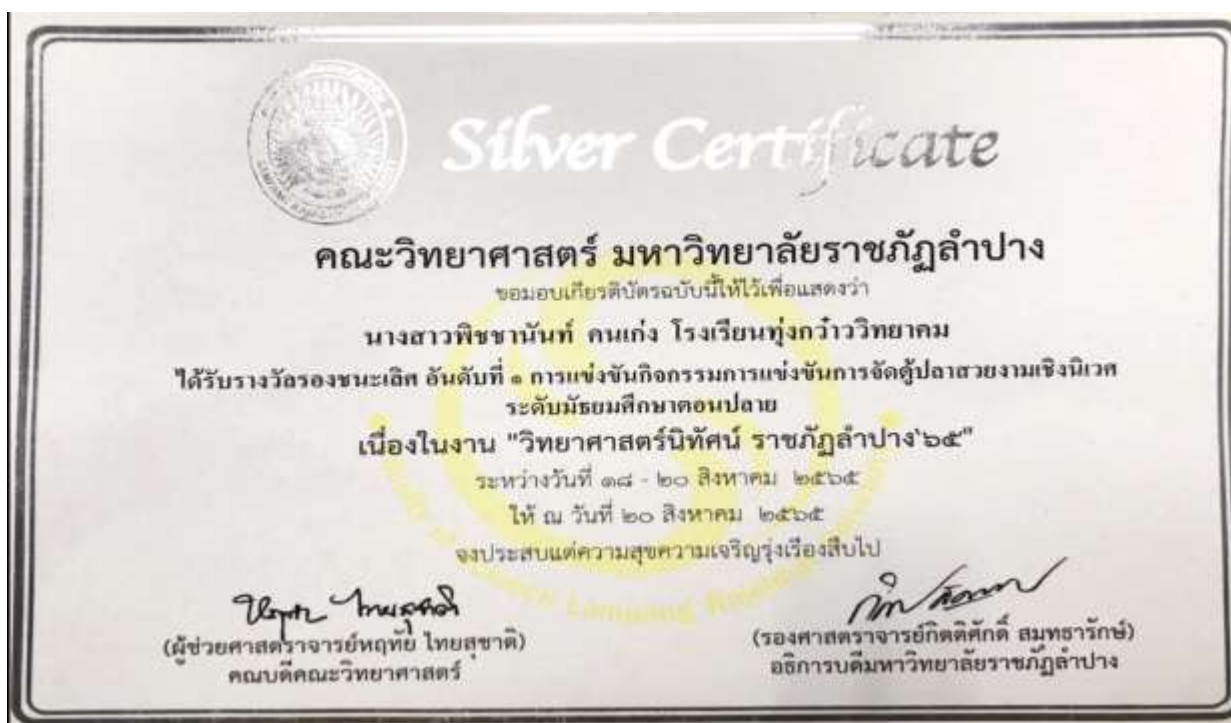 Silver Certificate
คณะวิทยาศาสตร์ มหาวิทยาลัยราชภัฏลำปาง
ขอมอบเกียรติบัตรฉบับนี้ให้ไว้เพื่อแสดงว่า
นางสาวพิชชานันท์ คนเก่ง โรงเรียนทุ่งกว๋าววิทยาคม
ได้รับรางวัลรองชนะเลิศ อันดับที่ ๑ การแข่งขันกิจกรรมการแข่งขันการจัดตู้ปลาสวยงามเชิงนิเวศ
ระดับมัธยมศึกษาตอนปลาย
เนื่องในงาน "วิทยาศาสตร์นิทัศน์ ราชภัฏลำปาง'๖๕"
ระหว่างวันที่ ๑๘ - ๒๐ สิงหาคม ๒๕๖๕
ให้ ณ วันที่ ๒๐ สิงหาคม ๒๕๖๕
จงประสบแต่ความสุขความเจริญรุ่งเรืองสืบไป
(ผู้ช่วยศาสตราจารย์หฤทัย ไทยสุชาติ)
คณบดีคณะวิทยาศาสตร์
(รองศาสตราจารย์กิตติศักดิ์ สมุทธารักษ์)
อธิการบดีมหาวิทยาลัยราชภัฏลำปาง